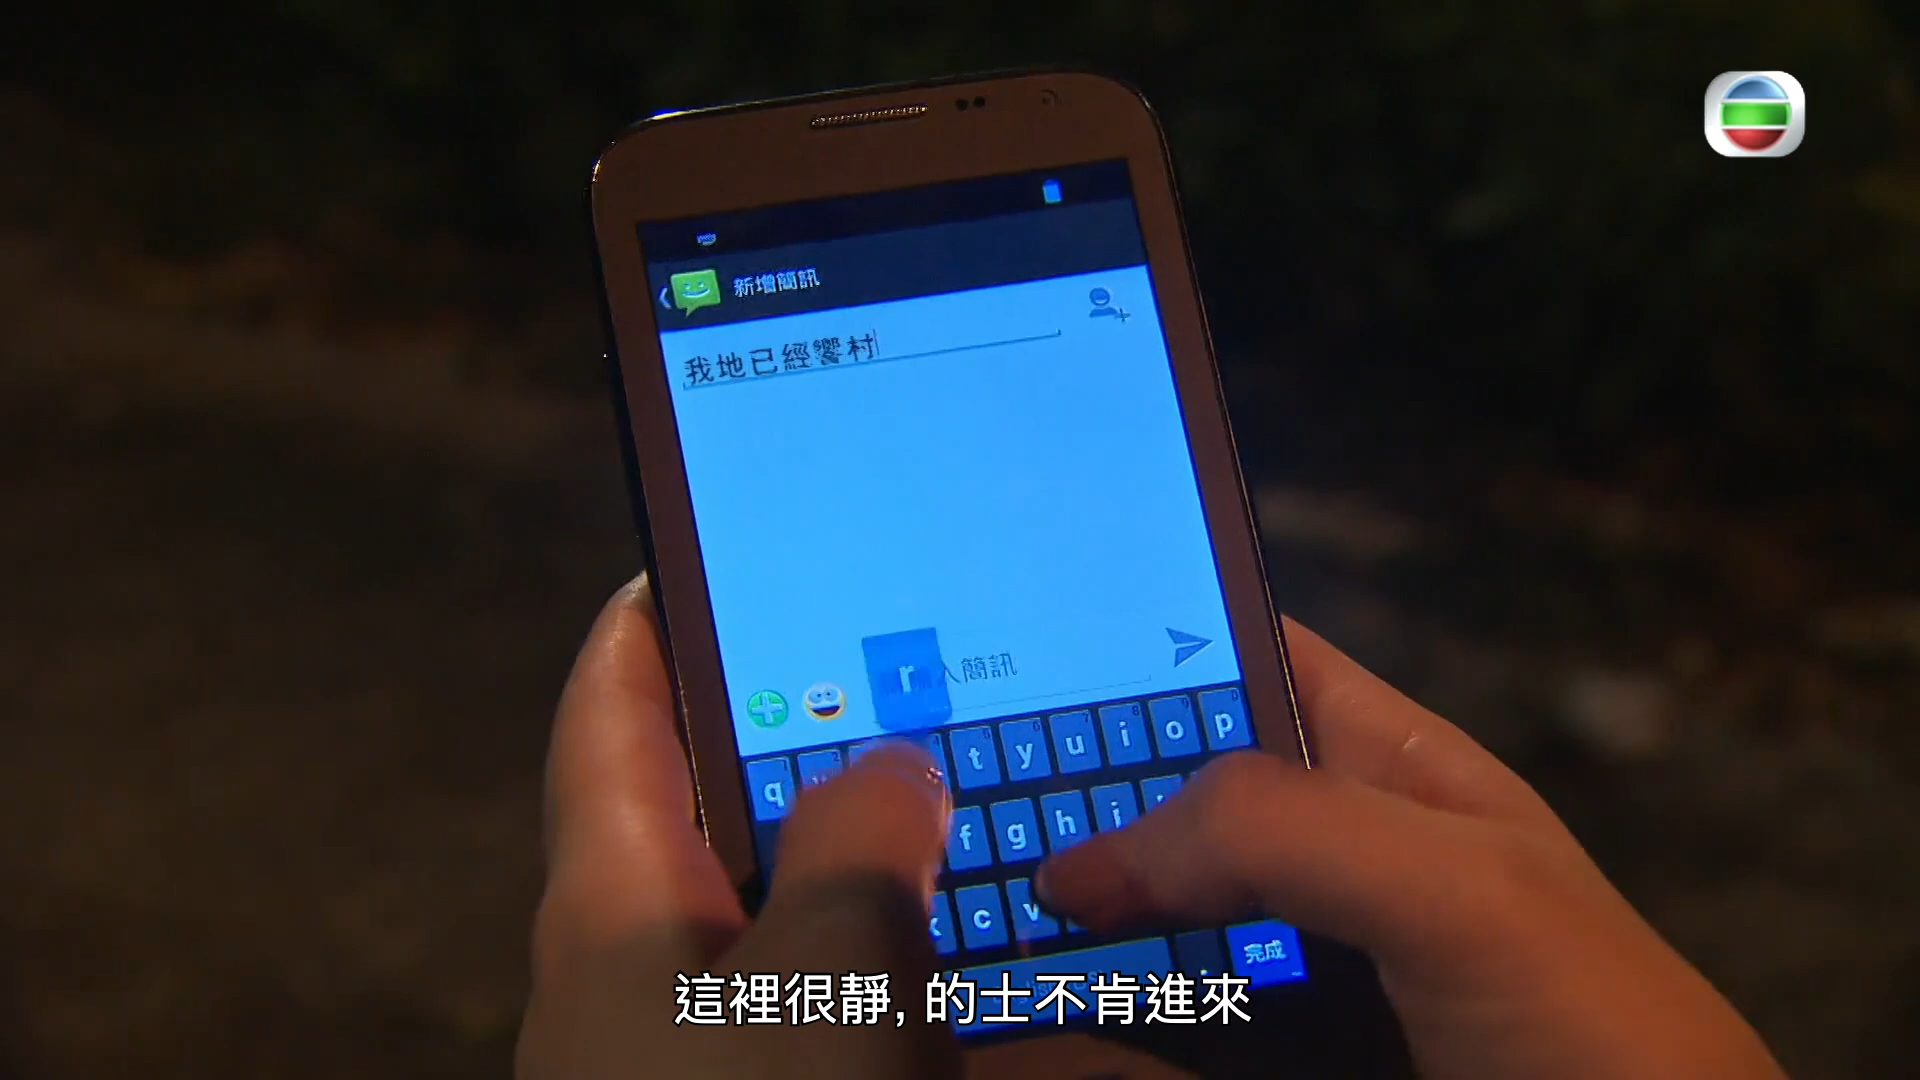 新增簡訊
我地已經響村
r 入簡訊
q t y u i o p
f g h j
x c v
完成
這裡很靜, 的士不肯進來